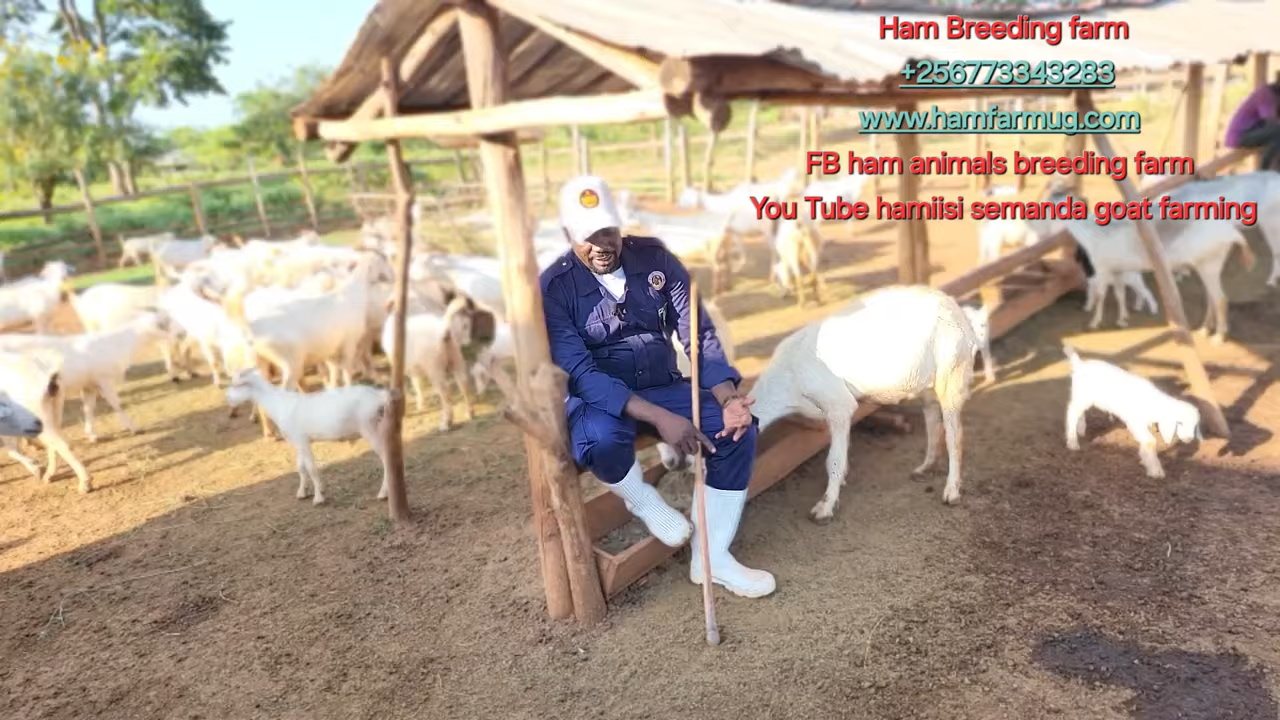 Ham Breeding farm
+256773343283
www.hamfarmug.com
FB ham animals breeding farm
You Tube hamiisi semanda goat farming